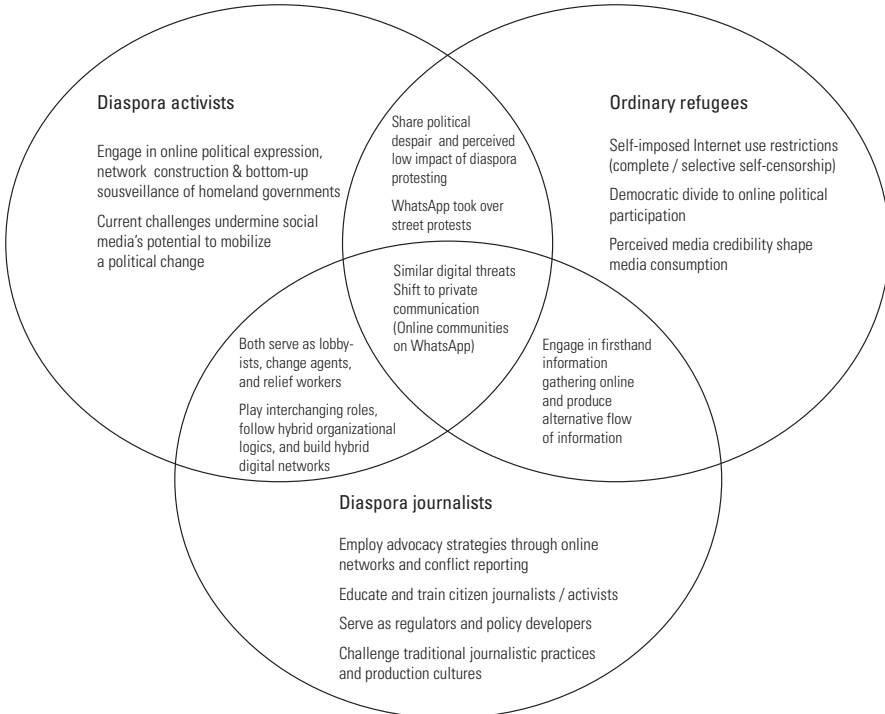 Diaspora activists
Engage in online political expression,
network construction & bottom-up
sousveillance of homeland governments
Current challenges undermine social
media's potential to mobilize
a political change
Share political
despair and perceived
low impact of diaspora
protesting
WhatsApp took over
street protests
Ordinary refugees
Self-imposed Internet use restrictions
(complete / selective self-censorship)
Democratic divide to online political
participation
Perceived media credibility shape
media consumption
Similar digital threats
Shift to private
communication
(Online communities
on WhatsApp)
Both serve as lobby-
ists, change agents,
and relief workers
Play interchanging roles,
follow hybrid organizational
logics, and build hybrid
digital networks
Engage in firsthand
information
gathering online
and produce
alternative flow
of information
Diaspora journalists
Employ advocacy strategies through online
networks and conflict reporting
Educate and train citizen journalists / activists
Serve as regulators and policy developers
Challenge traditional journalistic practices
and production cultures